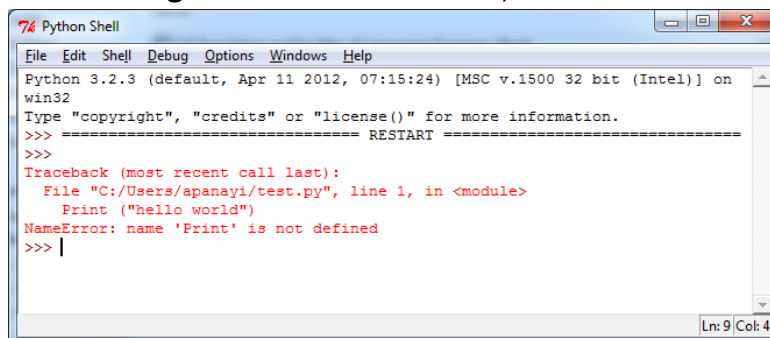 Python Shell
File Edit Shell Debug Options Windows Help
Python 3.2.3 (default, Apr 11 2012, 07:15:24) [MSC v.1500 32 bit (Intel)] on
win32
Type "copyright", "credits" or "license()" for more information.
>>> ================================ RESTART ================================
>>>
Traceback (most recent call last):
  File "C:/Users/apanayi/test.py", line 1, in <module>
    Print ("hello world")
NameError: name 'Print' is not defined
>>>
Ln: 9 Col: 4